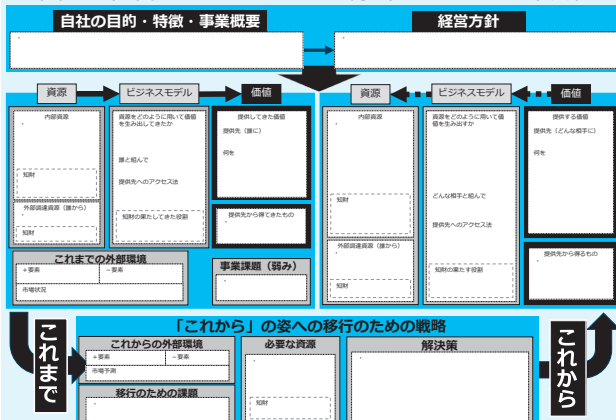 自社の目的・特徴・事業概要
経営方針
資源
ビジネスモデル
価値
内部資源
知財
外部調達資源（誰から）
知財
資源をどのように用いて価値
を生み出してきたか
誰と組んで
提供先へのアクセス法
知財の果たしてきた役割
提供してきた価値
提供先（誰に）
何を
提供先から得てきたもの
これまでの外部環境
＋要素
－要素
市場状況
事業課題（弱み）
資源
ビジネスモデル
価値
内部資源
知財
外部調達資源（誰から）
知財
資源をどのように用いて価
値を生み出すか
どんな相手と組んで
提供先へのアクセス法
知財の果たす役割
提供する価値
提供先（どんな相手に）
何を
提供先から得るもの
これまで
「これから」の姿への移行のための戦略
これからの外部環境
＋要素
－要素
市場予測
移行のための課題
必要な資源
知財
解決策
これから